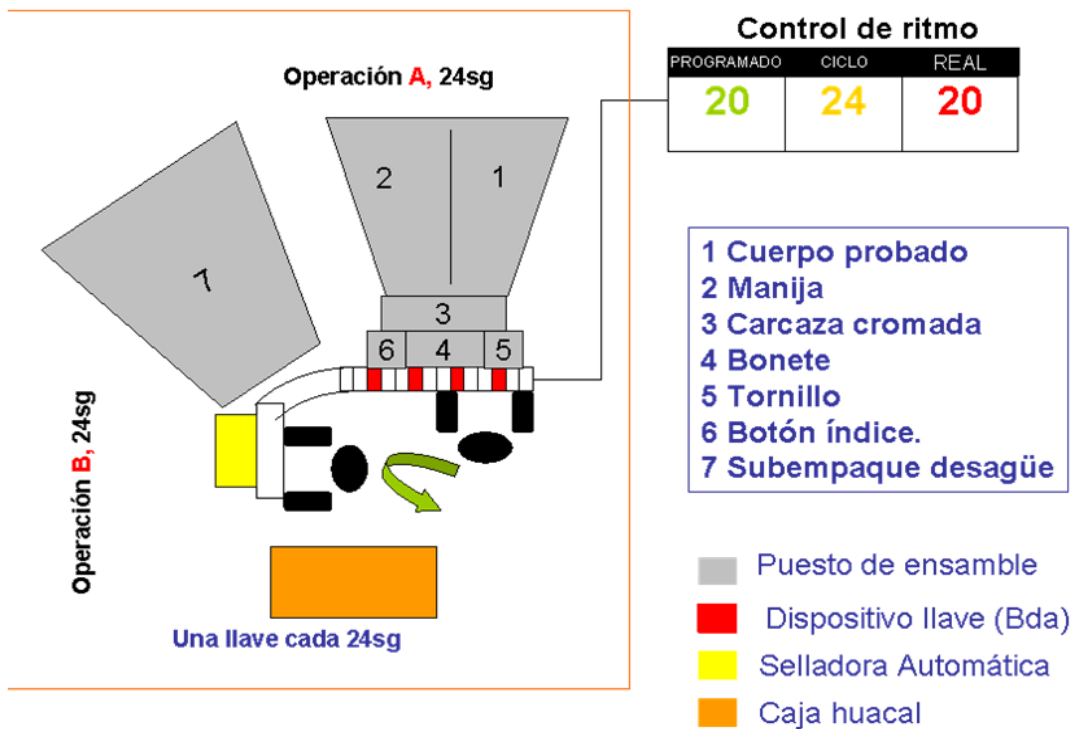 Control de ritmo
PROGRAMADO CICLO REAL
20 24 20
Operación A, 24sg
2 1
7
3
6 4 5
Operación B, 24sg
Una llave cada 24sg
1 Cuerpo probado
2 Manija
3 Carcaza cromada
4 Bonete
5 Tornillo
6 Botón índice.
7 Subempaque desagüe
Puesto de ensamble
Dispositivo llave (Bda)
Selladora Automática
Caja huacal